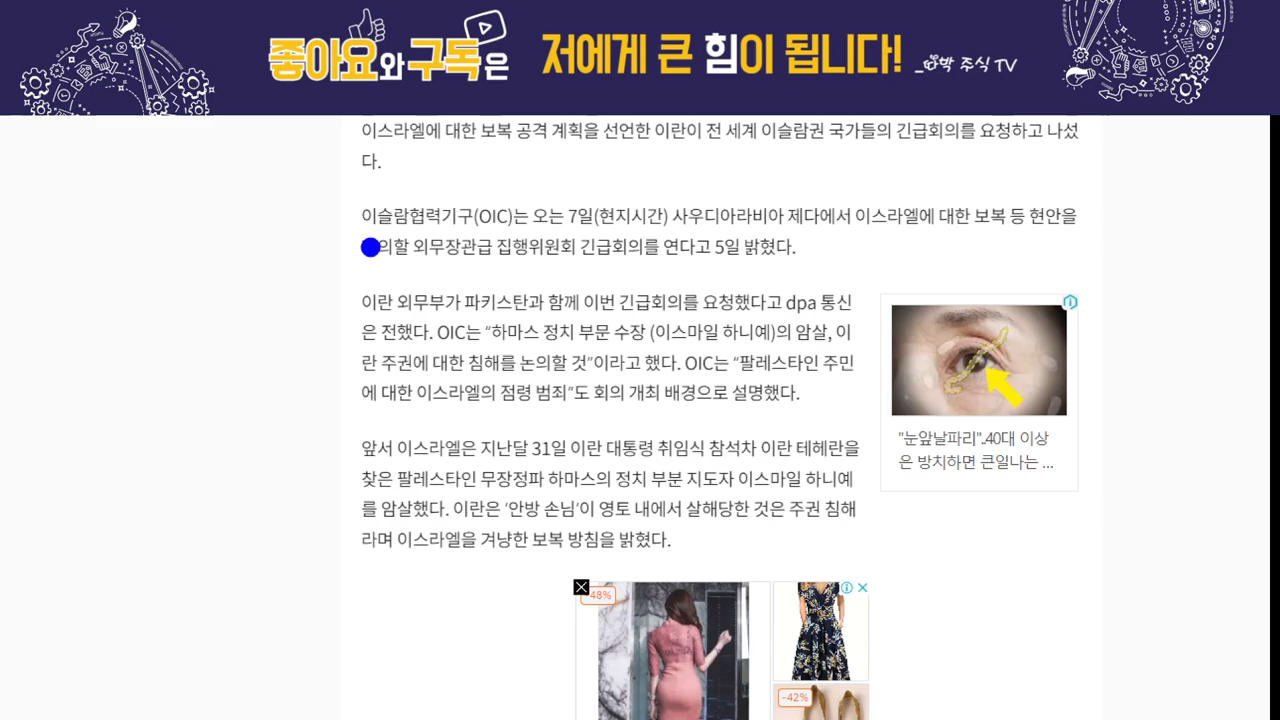 좋아요와구독은 저에게 큰 힘이 됩니다!
박 주식 TV
이스라엘에 대한 보복 공격 계획을 선언한 이란이 전 세계 이슬람권 국가들의 긴급회의를 요청하고 나섰
다.
이슬람협력기구(OIC)는 오는 7일(현지시간) 사우디아라비아 제다에서 이스라엘에 대한 보복 등 현안을
의할 외무장관급 집행위원회 긴급회의를 연다고 5일 밝혔다.
이란 외무부가 파키스탄과 함께 이번 긴급회의를 요청했다고 dpa 통신
은 전했다. OIC는 “하마스 정치 부문 수장 (이스마일 하니예)의 암살, 이
란 주권에 대한 침해를 논의할 것”이라고 했다. OIC는 “팔레스타인 주민
에 대한 이스라엘의 점령 범죄”도 회의 개최 배경으로 설명했다.
"눈앞날파리"..40대 이상
은 방치하면 큰일나는 ...
앞서 이스라엘은 지난달 31일 이란 대통령 취임식 참석차 이란 테헤란을
찾은 팔레스타인 무장정파 하마스의 정치 부분 지도자 이스마일 하니예
를 암살했다. 이란은 ‘안방 손님’이 영토 내에서 살해당한 것은 주권 침해
라며 이스라엘을 겨냥한 보복 방침을 밝혔다.
-48%
-42%